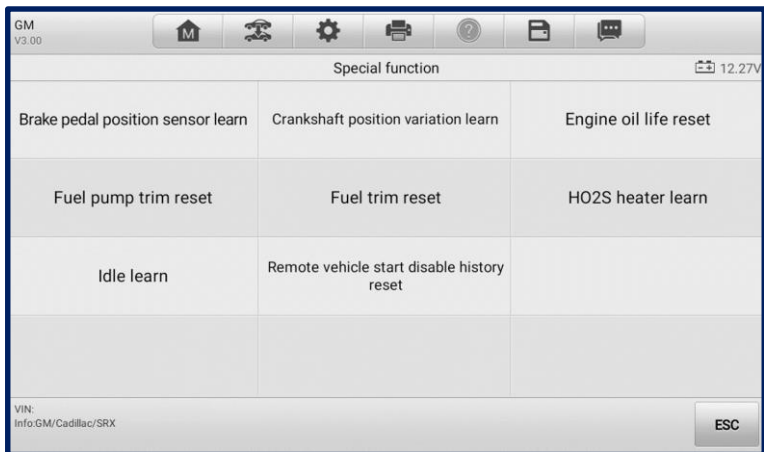 GM
V3.00
M
Special function
12.27V
Brake pedal position sensor learn
Crankshaft position variation learn
Engine oil life reset
Fuel pump trim reset
Fuel trim reset
HO2S heater learn
Idle learn
Remote vehicle start disable history
reset
VIN:
Info:GM/Cadillac/SRX
ESC